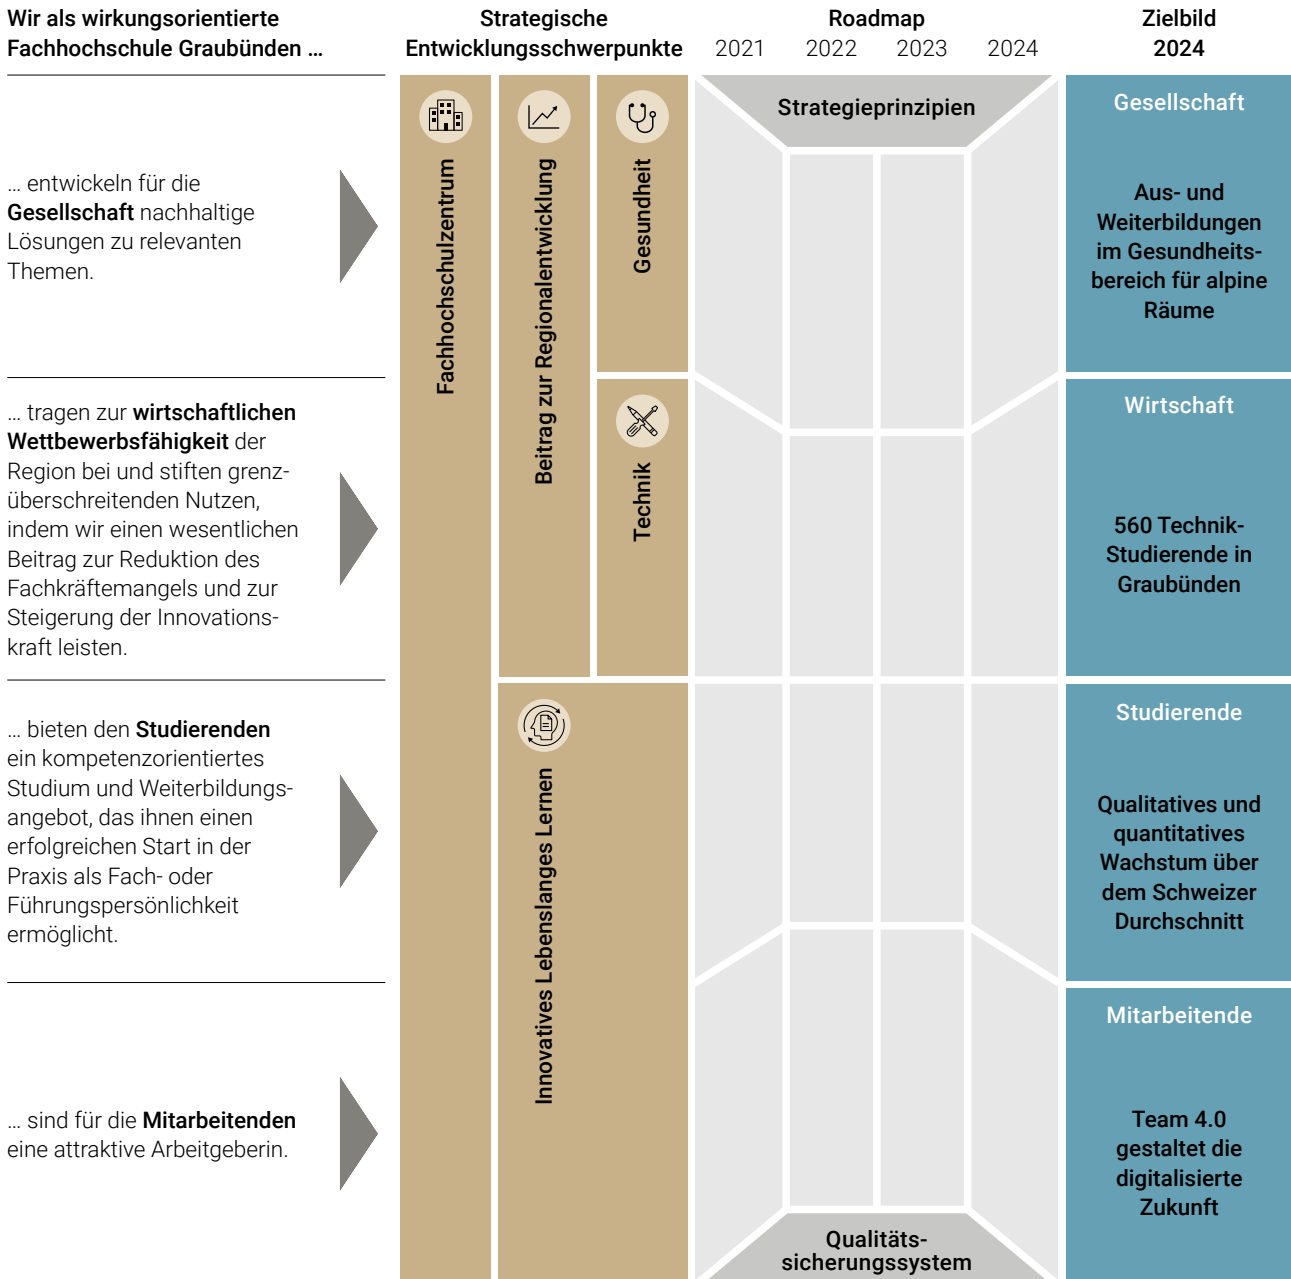 Wir als wirkungsorientierte
Fachhochschule Graubünden …
Strategische
Entwicklungsschwerpunkte
Roadmap
2021 2022 2023 2024
Zielbild
2024
… entwickeln für die
Gesellschaft nachhaltige
Lösungen zu relevanten
Themen.
… tragen zur wirtschaftlichen
Wettbewerbsfähigkeit der
Region bei und stiften grenz-
überschreitenden Nutzen,
indem wir einen wesentlichen
Beitrag zur Reduktion des
Fachkräftemangels und zur
Steigerung der Innovations-
kraft leisten.
… bieten den Studierenden
ein kompetenzorientiertes
Studium und Weiterbildungs-
angebot, das ihnen einen
erfolgreichen Start in der
Praxis als Fach- oder
Führungspersönlichkeit
ermöglicht.
… sind für die Mitarbeitenden
eine attraktive Arbeitgeberin.
Fachhochschulzentrum
Beitrag zur Regionalentwicklung
Gesundheit
Technik
Innovatives Lebenslanges Lernen
Strategieprinzipien
Qualitäts-
sicherungssystem
Gesellschaft
Aus- und
Weiterbildungen
im Gesundheits-
bereich für alpine
Räume
Wirtschaft
560 Technik-
Studierende in
Graubünden
Studierende
Qualitatives und
quantitatives
Wachstum über
dem Schweizer
Durchschnitt
Mitarbeitende
Team 4.0
gestaltet die
digitalisierte
Zukunft